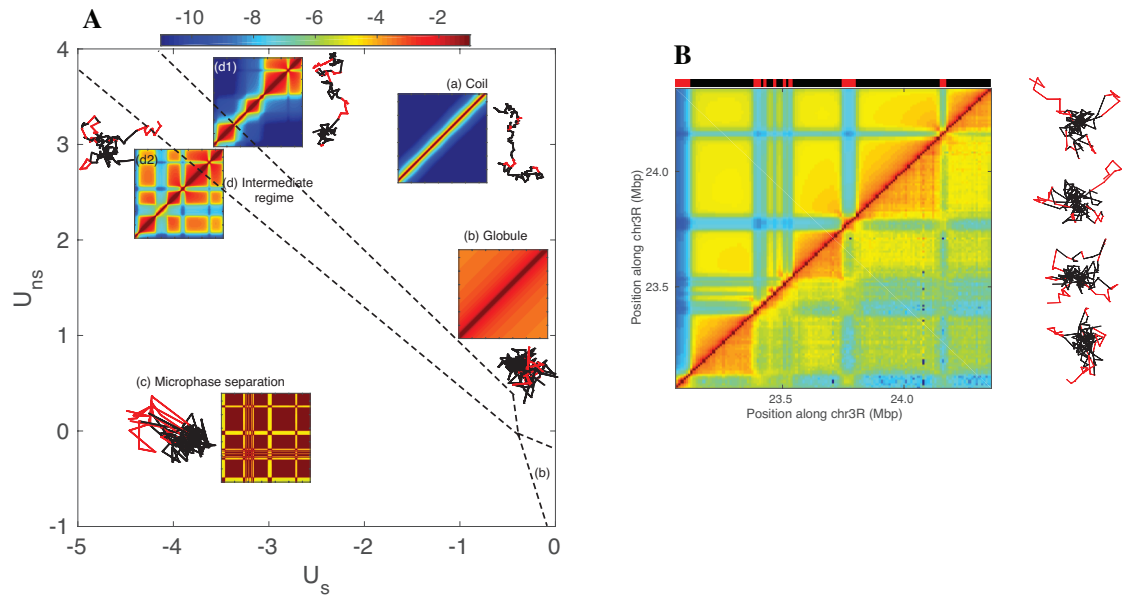 A
-10 -8 -6 -4 -2
4
3
2
1
0
-1
U_ns
-5 -4 -3 -2 -1 0
U_s
(d1)
(a) Coil
(d2)
(d) Intermediate
regime
(b) Globule
(c) Microphase separation
(b)
B
24.0
23.5
Position along chr3R (Mbp)
23.5 24.0
Position along chr3R (Mbp)